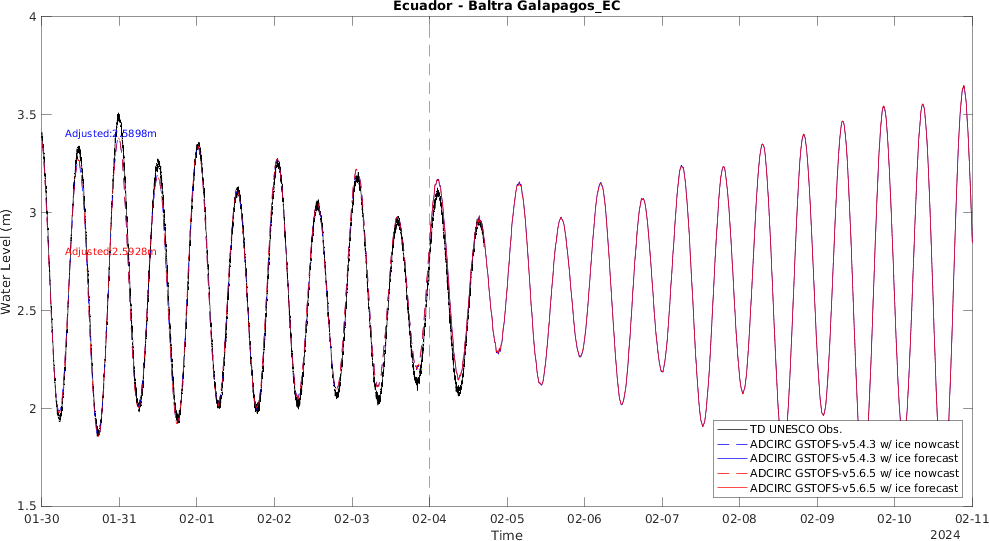 Ecuador - Baltra Galapagos_EC
4
3.5
3
2.5
2
1.5
Water Level (m)
Adjusted:2.5898m
Adjusted:2.5928m
TD UNESCO Obs.
ADCIRC GSTOFS-v5.4.3 w/ ice nowcast
ADCIRC GSTOFS-v5.4.3 w/ ice forecast
ADCIRC GSTOFS-v5.6.5 w/ ice nowcast
ADCIRC GSTOFS-v5.6.5 w/ ice forecast
01-30 01-31 02-01 02-02 02-03 02-04 02-05 02-06 02-07 02-08 02-09 02-10 02-11
Time
2024